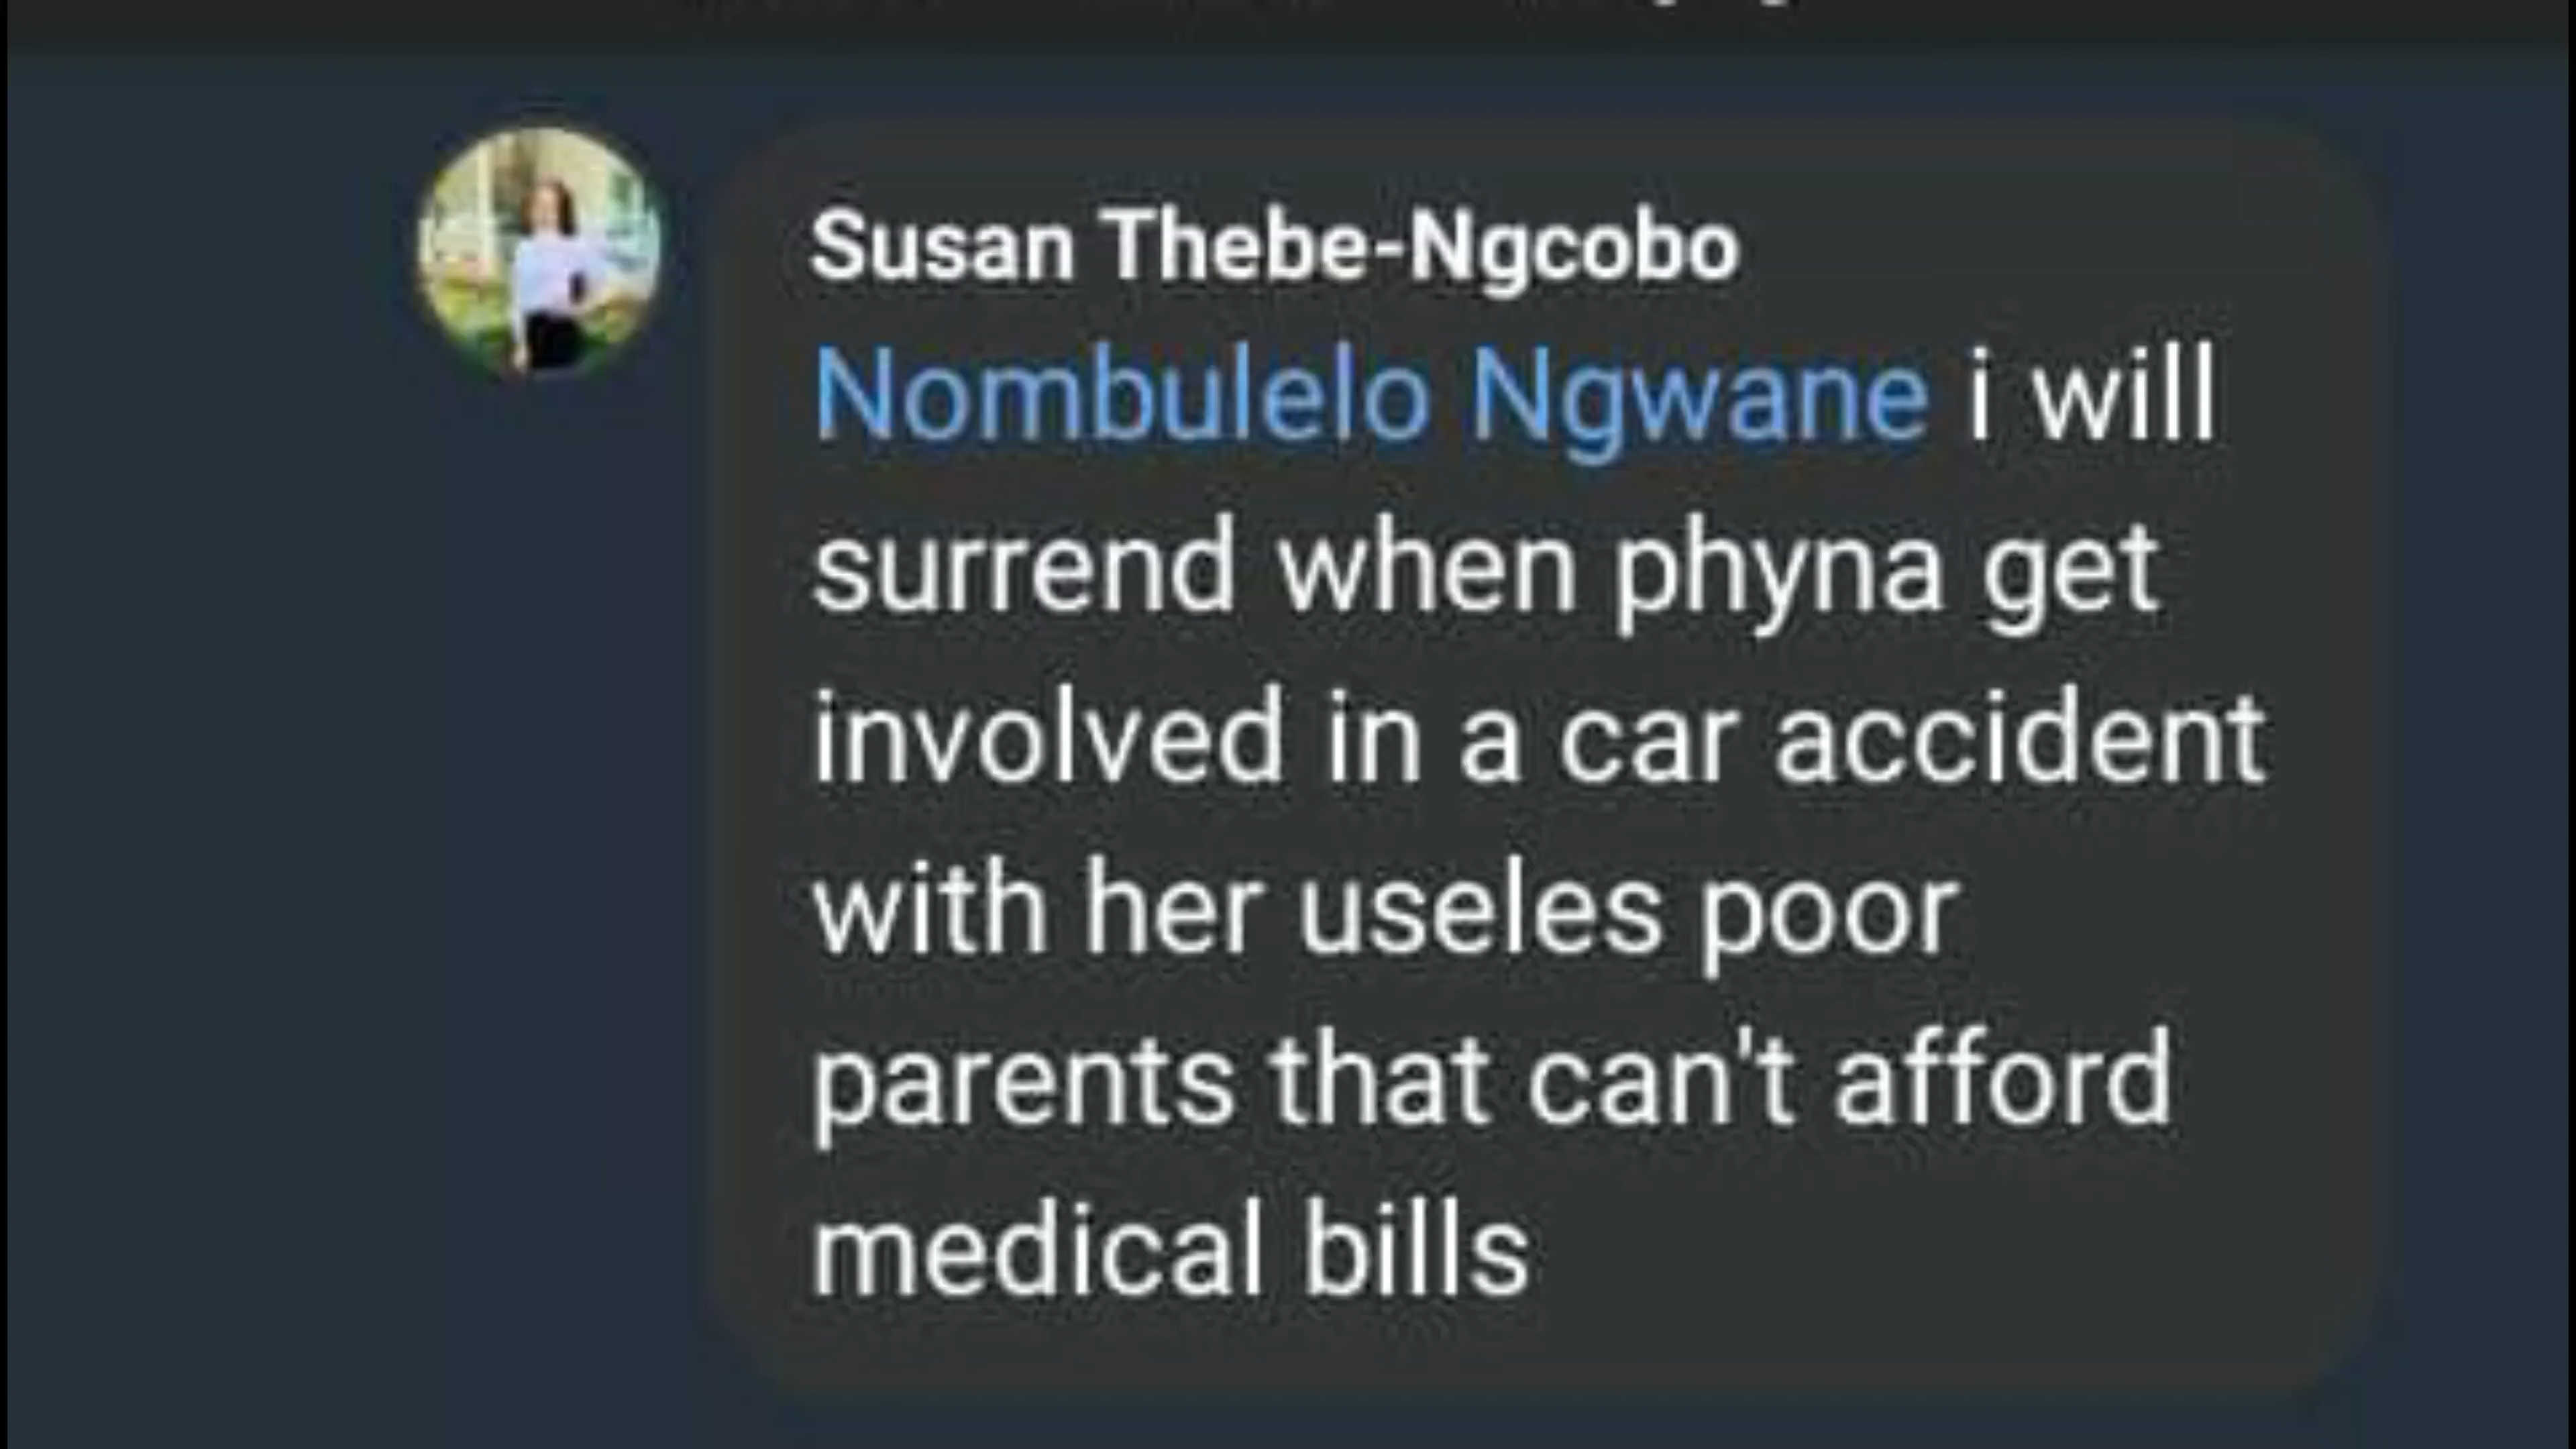 Susan Thebe-Ngcobo
Nombulelo Ngwane i will
surrend when phyna get
involved in a car accident
with her useles poor
parents that can't afford
medical bills